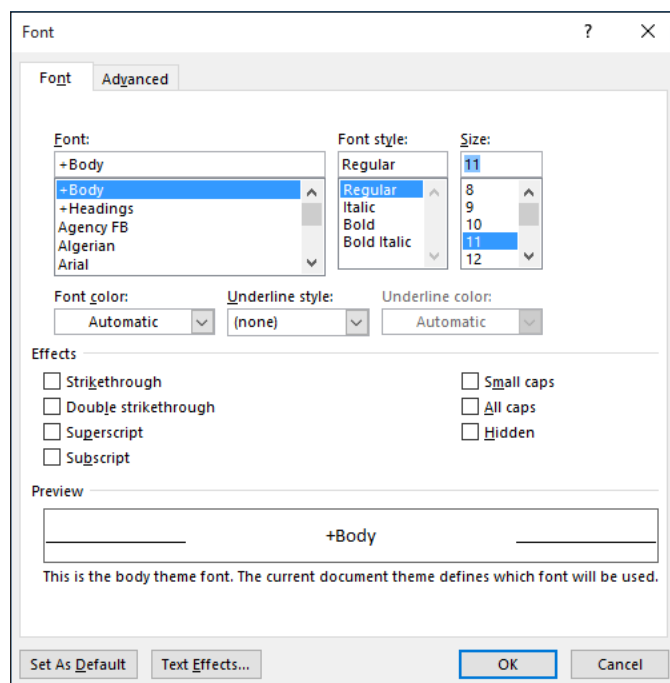 Font ?
Font Advanced
Font: Font style: Size:
+Body Regular 11
+Body Regular 8
+Headings Italic 9
Agency FB Bold 10
Algerian Bold Italic 11
Arial 12
Font color: Underline style: Underline color:
Automatic (none) Automatic
Effects
Strikethrough Small caps
Double strikethrough All caps
Superscript Hidden
Subscript
Preview
+Body
This is the body theme font. The current document theme defines which font will be used.
Set As Default Text Effects... OK Cancel